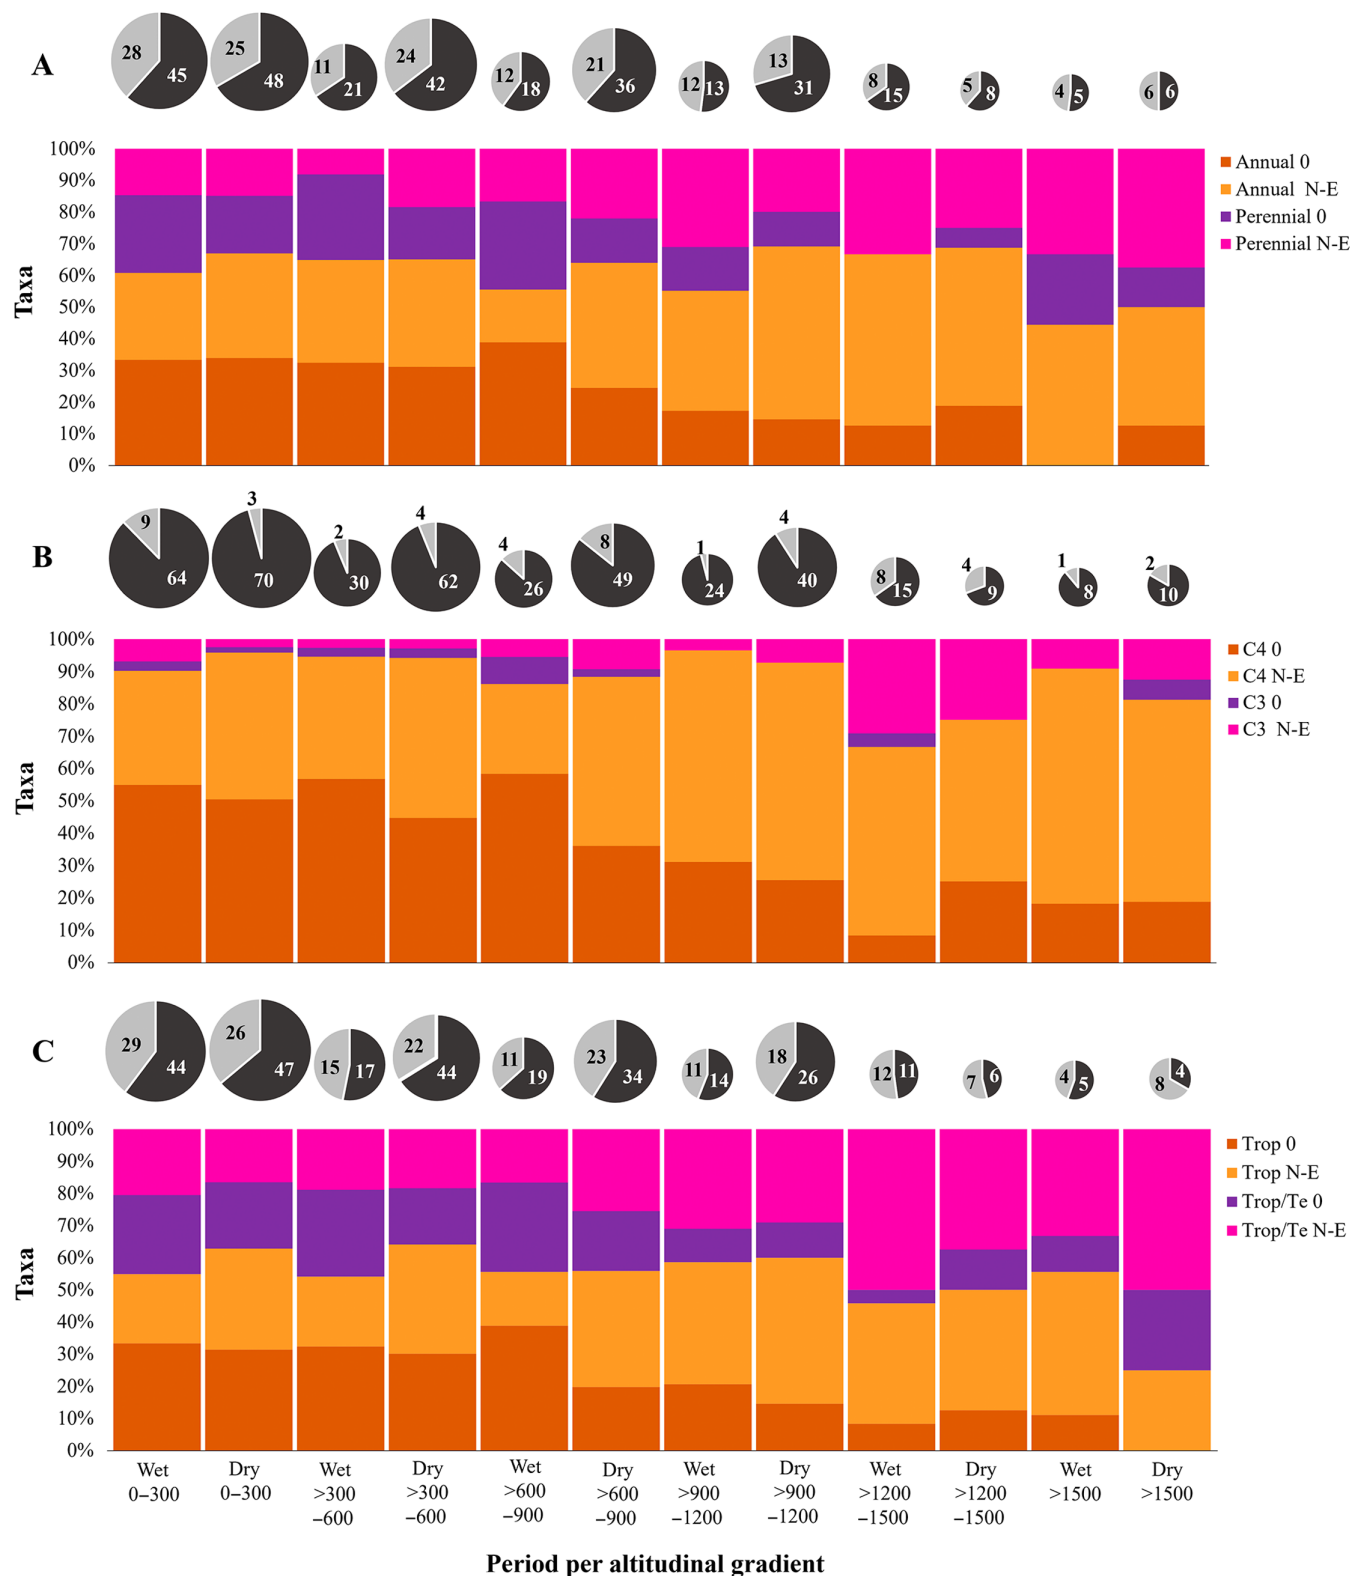 A
28 45 25 48 11 21 24 42 12 18 21 36 12 13 13 31 8 15 5 8 4 5 6 6
100%
90%
80%
70%
60%
50%
40%
30%
20%
10%
0%
Taxa
Annual 0
Annual N-E
Perennial 0
Perennial N-E
B
9 64 3 70 2 30 4 62 4 26 8 49 1 24 4 40 8 15 4 9 1 8 2 10
100%
90%
80%
70%
60%
50%
40%
30%
20%
10%
0%
Taxa
C4 0
C4 N-E
C3 0
C3 N-E
C
29 44 26 47 15 17 22 44 11 19 23 34 11 14 18 26 12 11 7 6 4 5 8 4
100%
90%
80%
70%
60%
50%
40%
30%
20%
10%
0%
Taxa
Trop 0
Trop N-E
Trop/Te 0
Trop/Te N-E
Wet Dry Wet Dry Wet Dry Wet Dry Wet Dry Wet Dry
0–300 0–300 >300 >300 >600 >600 >900 >900 >1200 >1200 >1500 >1500
–600 –600 –900 –900 –1200 –1200 –1500 –1500
Period per altitudinal gradient